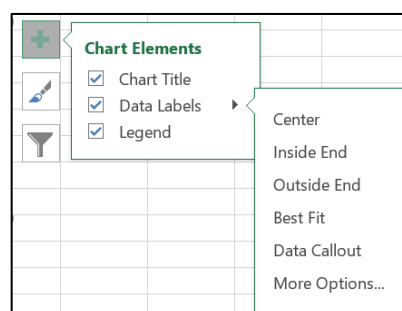 Chart Elements
Chart Title
Data Labels
Legend
Center
Inside End
Outside End
Best Fit
Data Callout
More Options...